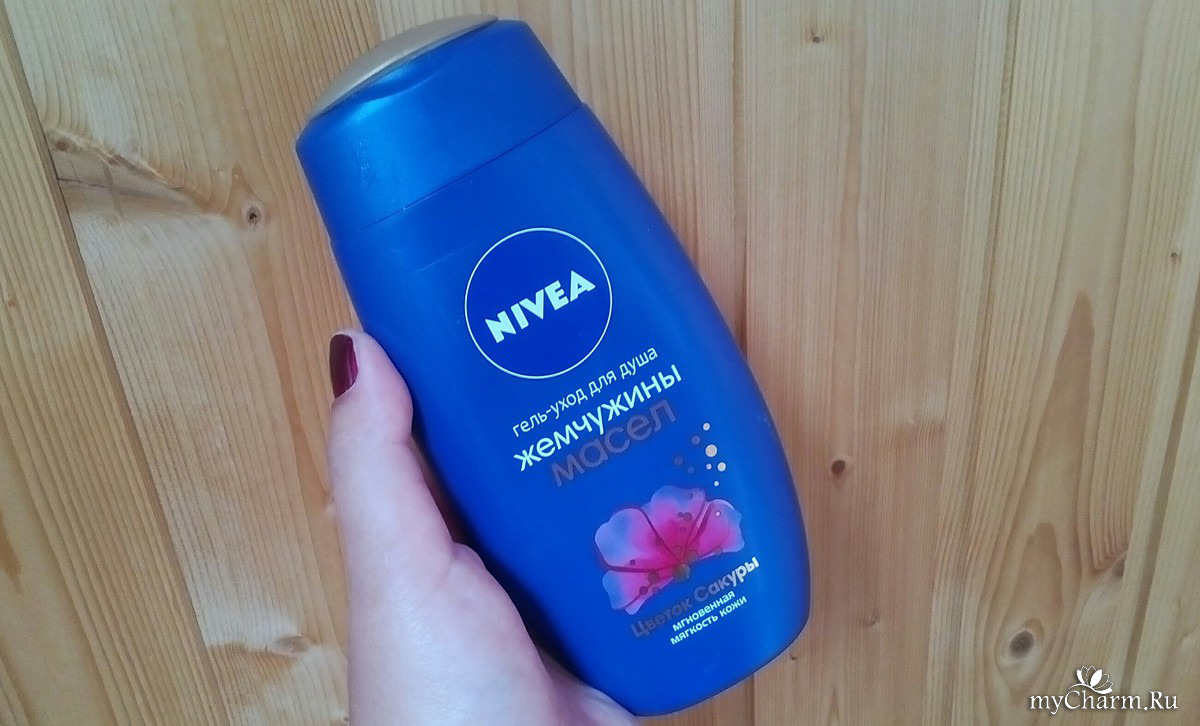 NIVEA
гель-уход для душа
жемчужины
масел
Цветок Сакуры
мгновенная
мягкость кожи
myCharm.Ru